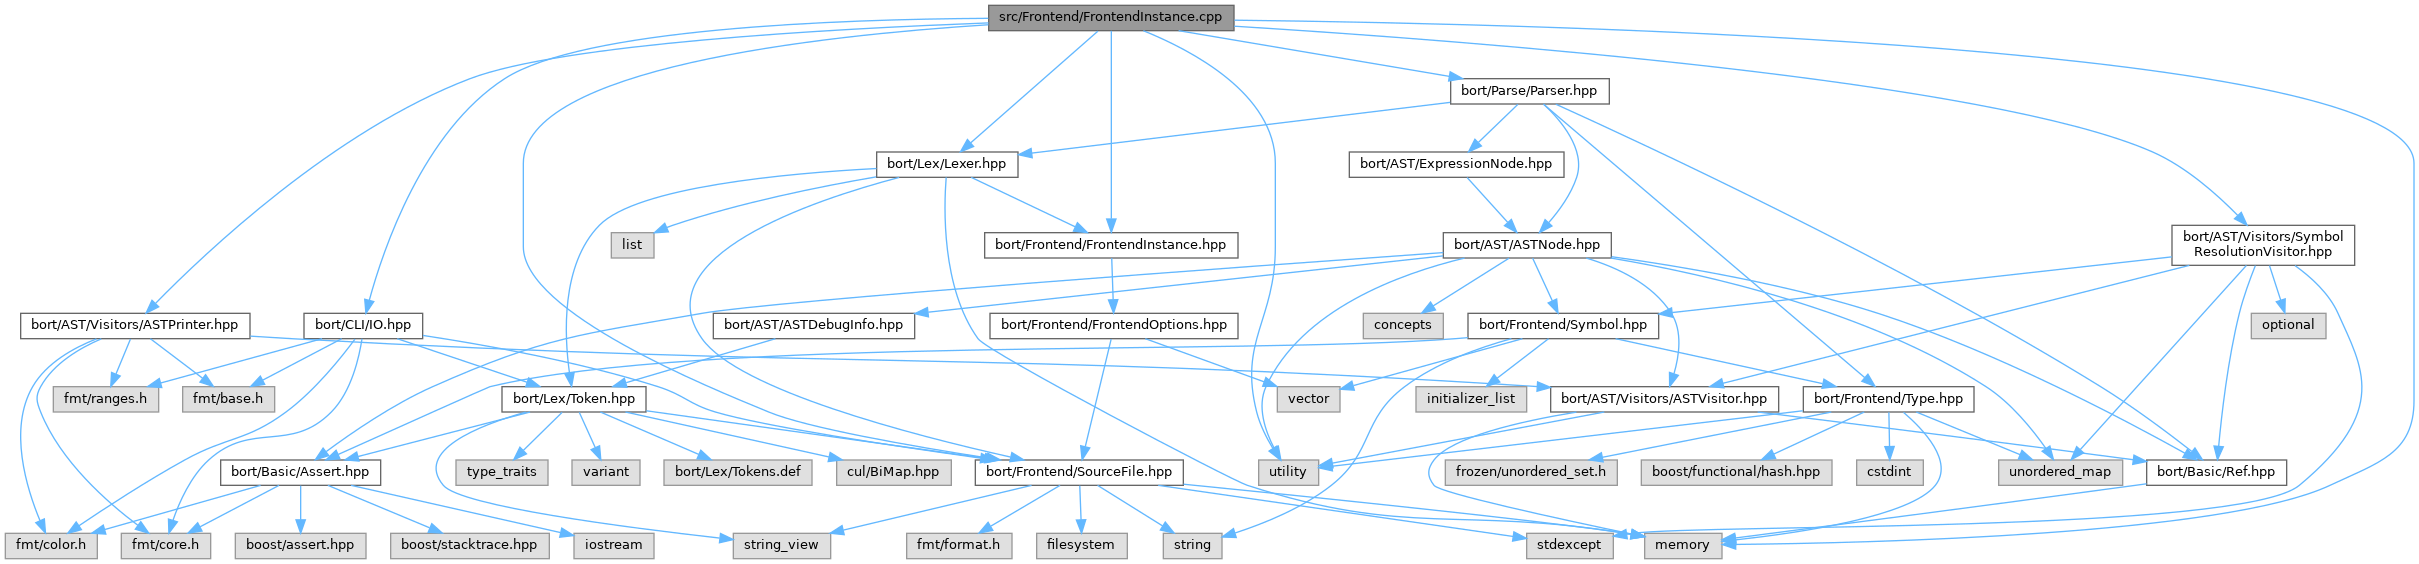 src/Frontend/FrontendInstance.cpp
bort/Parse/Parser.hpp
bort/Lex/Lexer.hpp
bort/AST/ExpressionNode.hpp
list
bort/Frontend/FrontendInstance.hpp
bort/AST/ASTNode.hpp
bort/AST/Visitors/Symbol
ResolutionVisitor.hpp
bort/AST/Visitors/ASTPrinter.hpp
bort/CLI/IO.hpp
bort/AST/ASTDebugInfo.hpp
bort/Frontend/FrontendOptions.hpp
concepts
bort/Frontend/Symbol.hpp
optional
fmt/ranges.h
fmt/base.h
bort/Lex/Token.hpp
vector
initializer_list
bort/AST/Visitors/ASTVisitor.hpp
bort/Frontend/Type.hpp
bort/Basic/Assert.hpp
type_traits
variant
bort/Lex/Tokens.def
cul/BiMap.hpp
bort/Frontend/SourceFile.hpp
utility
frozen/unordered_set.h
boost/functional/hash.hpp
cstdint
unordered_map
bort/Basic/Ref.hpp
fmt/color.h
fmt/core.h
boost/assert.hpp
boost/stacktrace.hpp
iostream
string_view
fmt/format.h
filesystem
string
stdexcept
memory